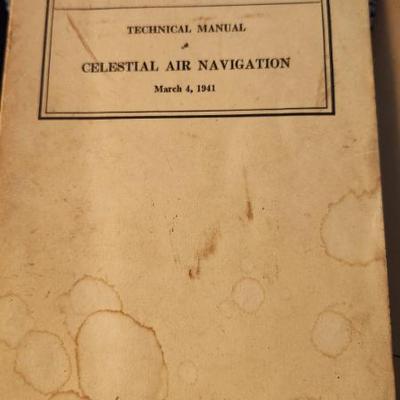 TECHNICAL MANUAL
CELESTIAL AIR NAVIGATION
March 4, 1941